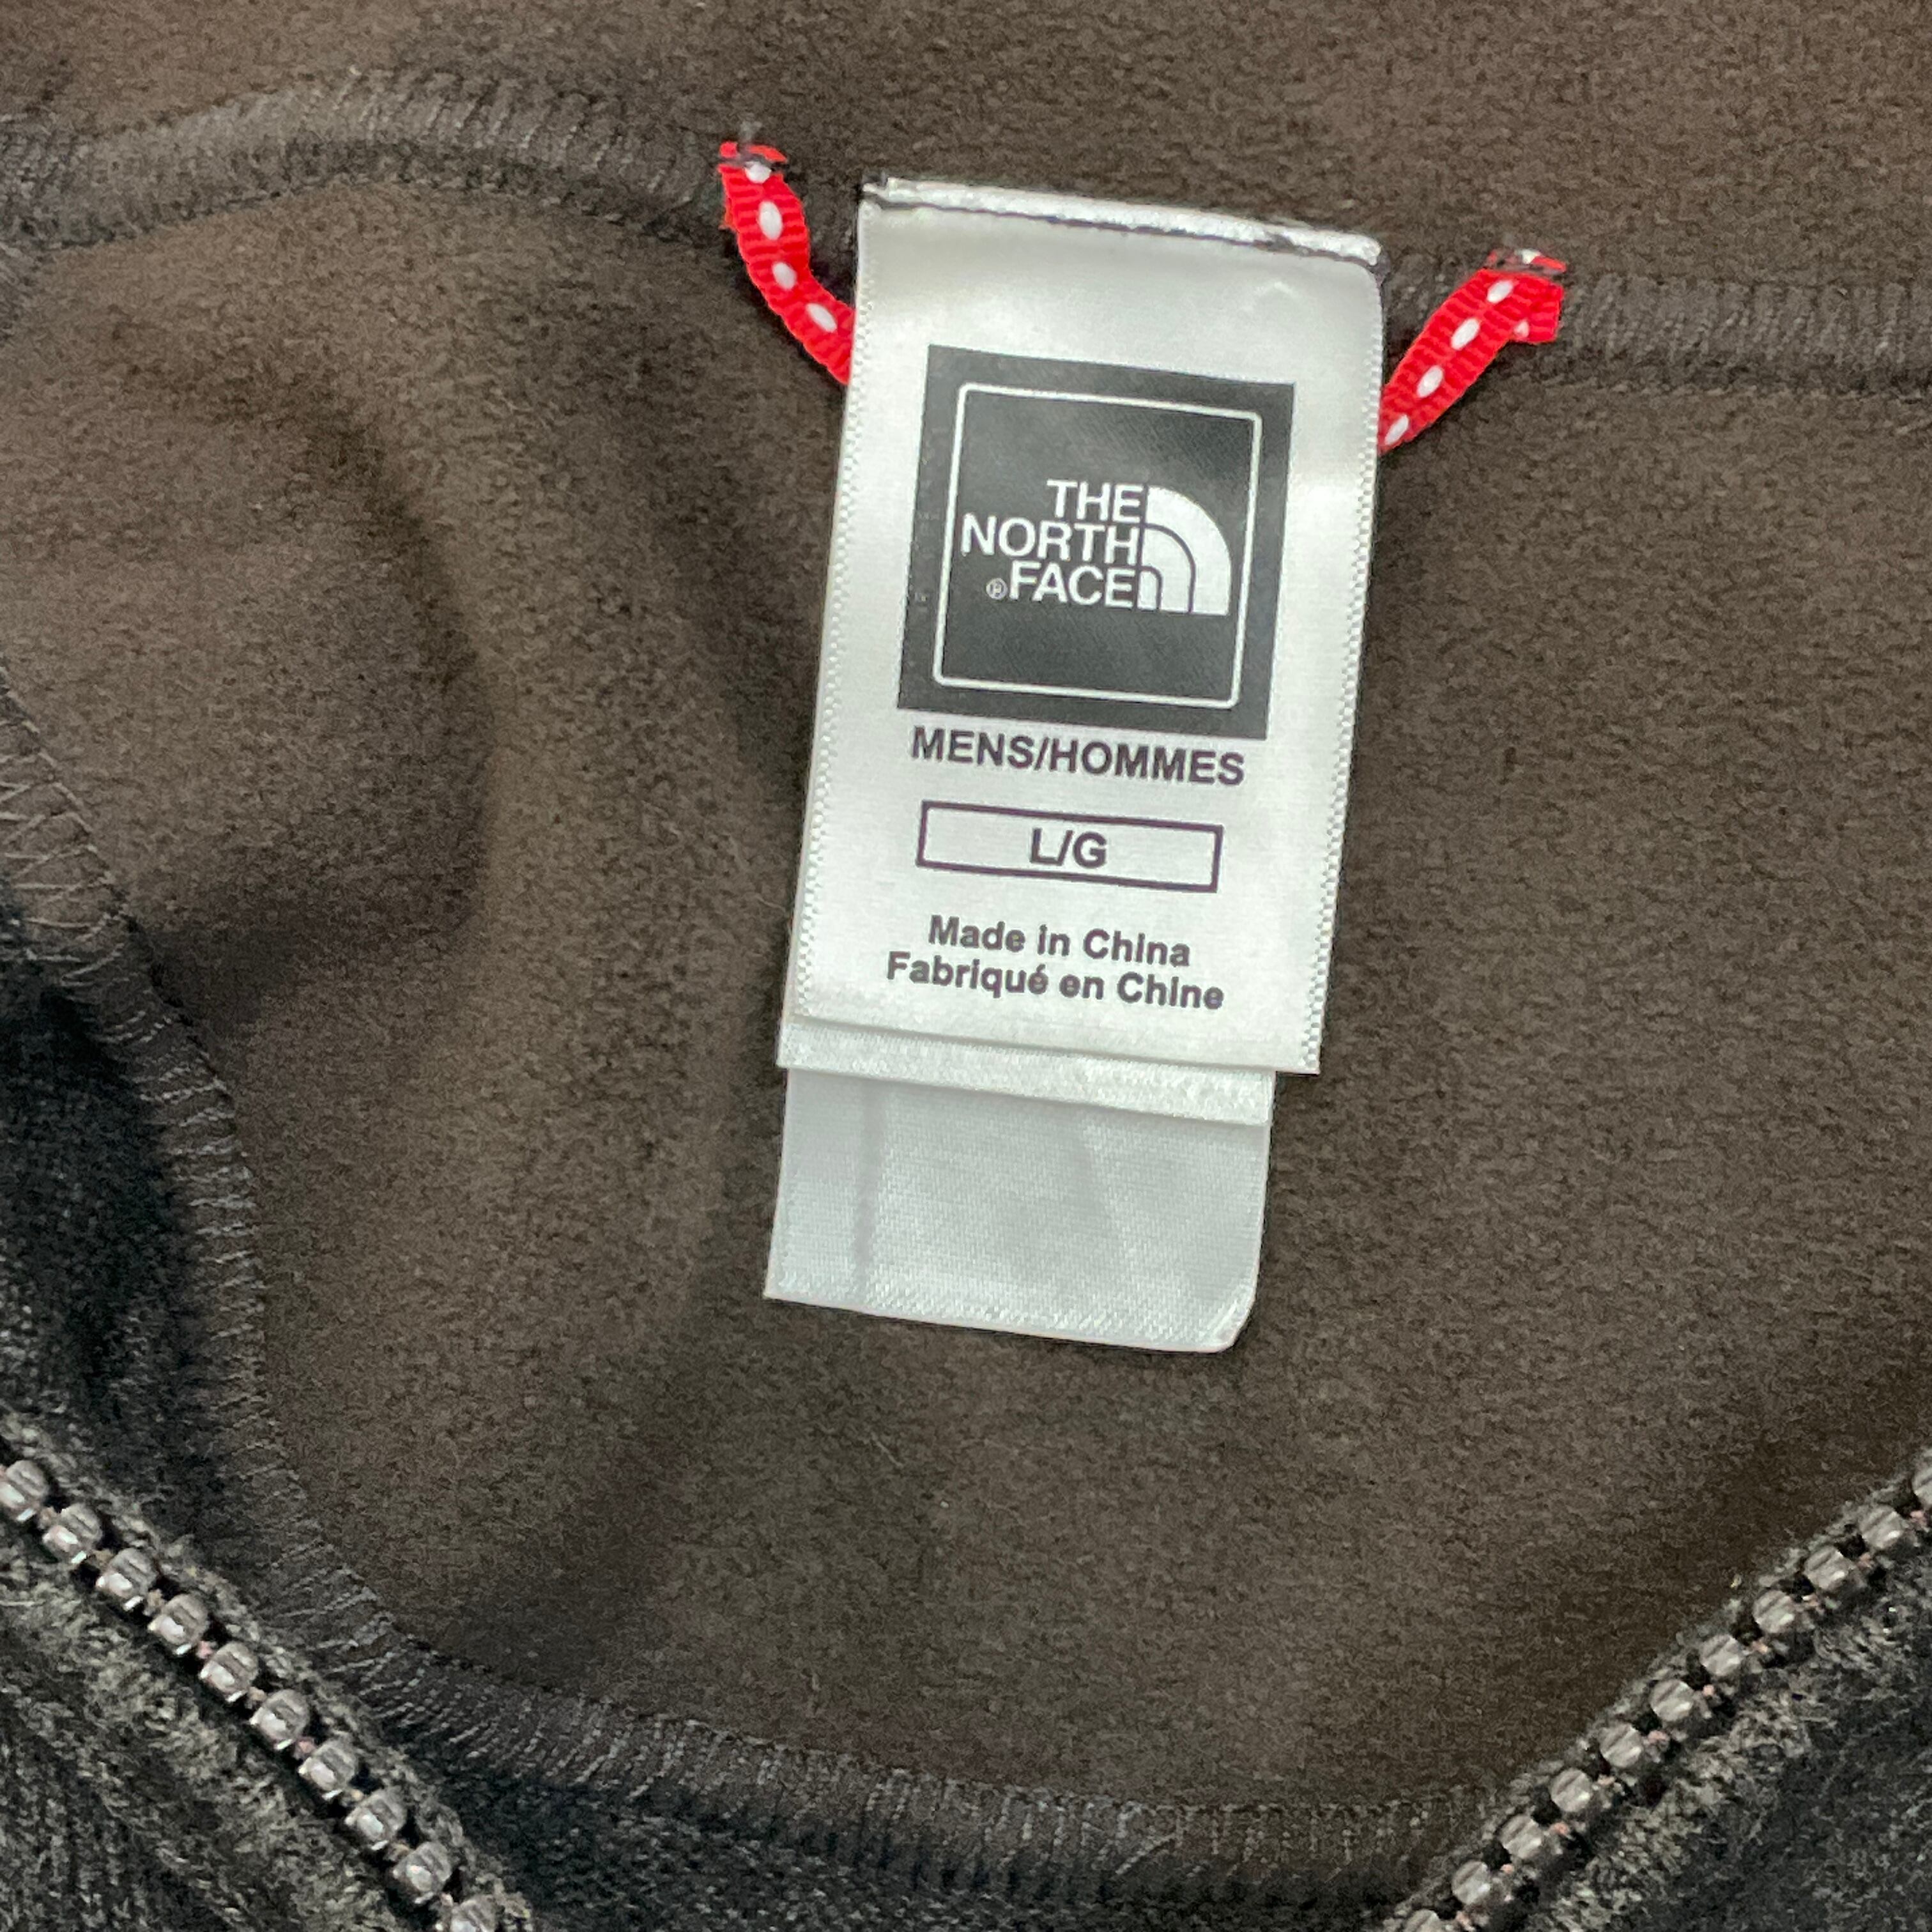 THE
NORTH
®FACE
MENS/HOMMES
L/G
Made in China
Fabriqué en Chine